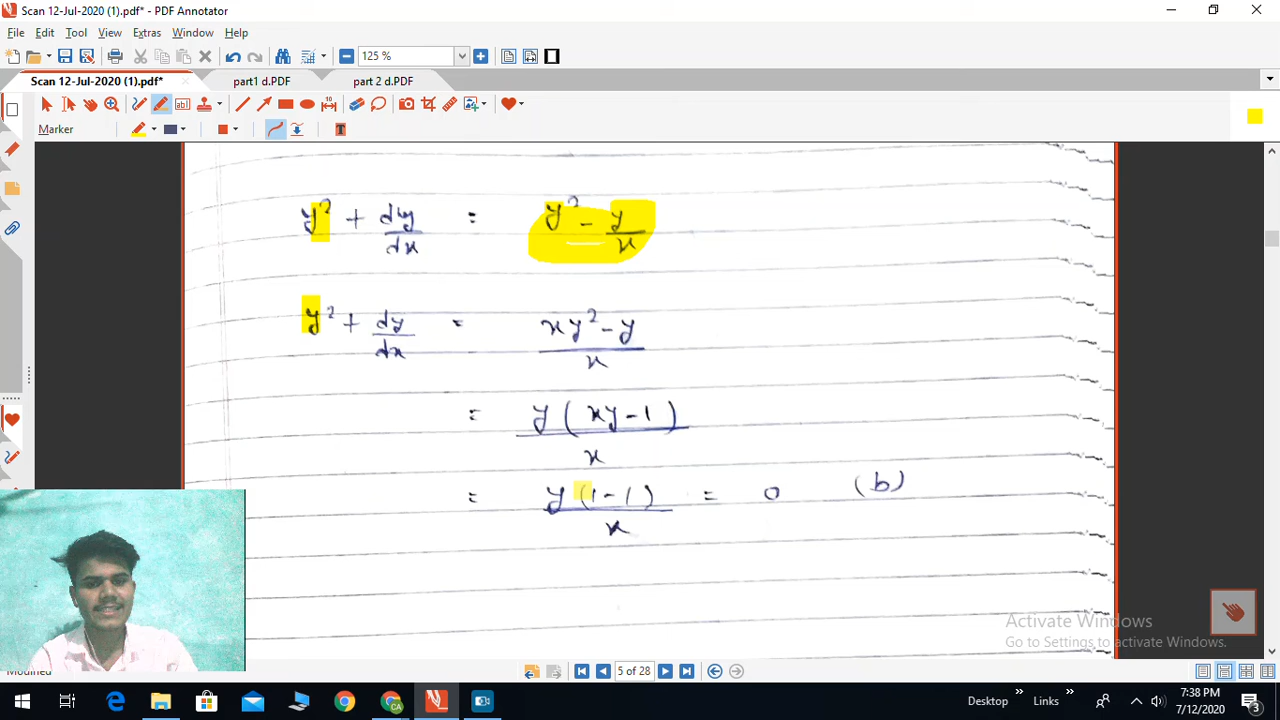 Scan 12-Jul-2020 (1).pdf* - PDF Annotator
File Edit Tool View Extras Window Help
125 %
Scan 12-Jul-2020 (1).pdf* part1 d.PDF part 2 d.PDF
Marker
y² + dy/dx = y² - y/x
y² + dy/dx = xy² - y / x
= y(xy-1) / x
= y(1-1) / x = 0 (b)
Activate Windows
Go to Settings to activate Windows.
Modified 5 of 28
Desktop » Links » 7:38 PM
7/12/2020 3